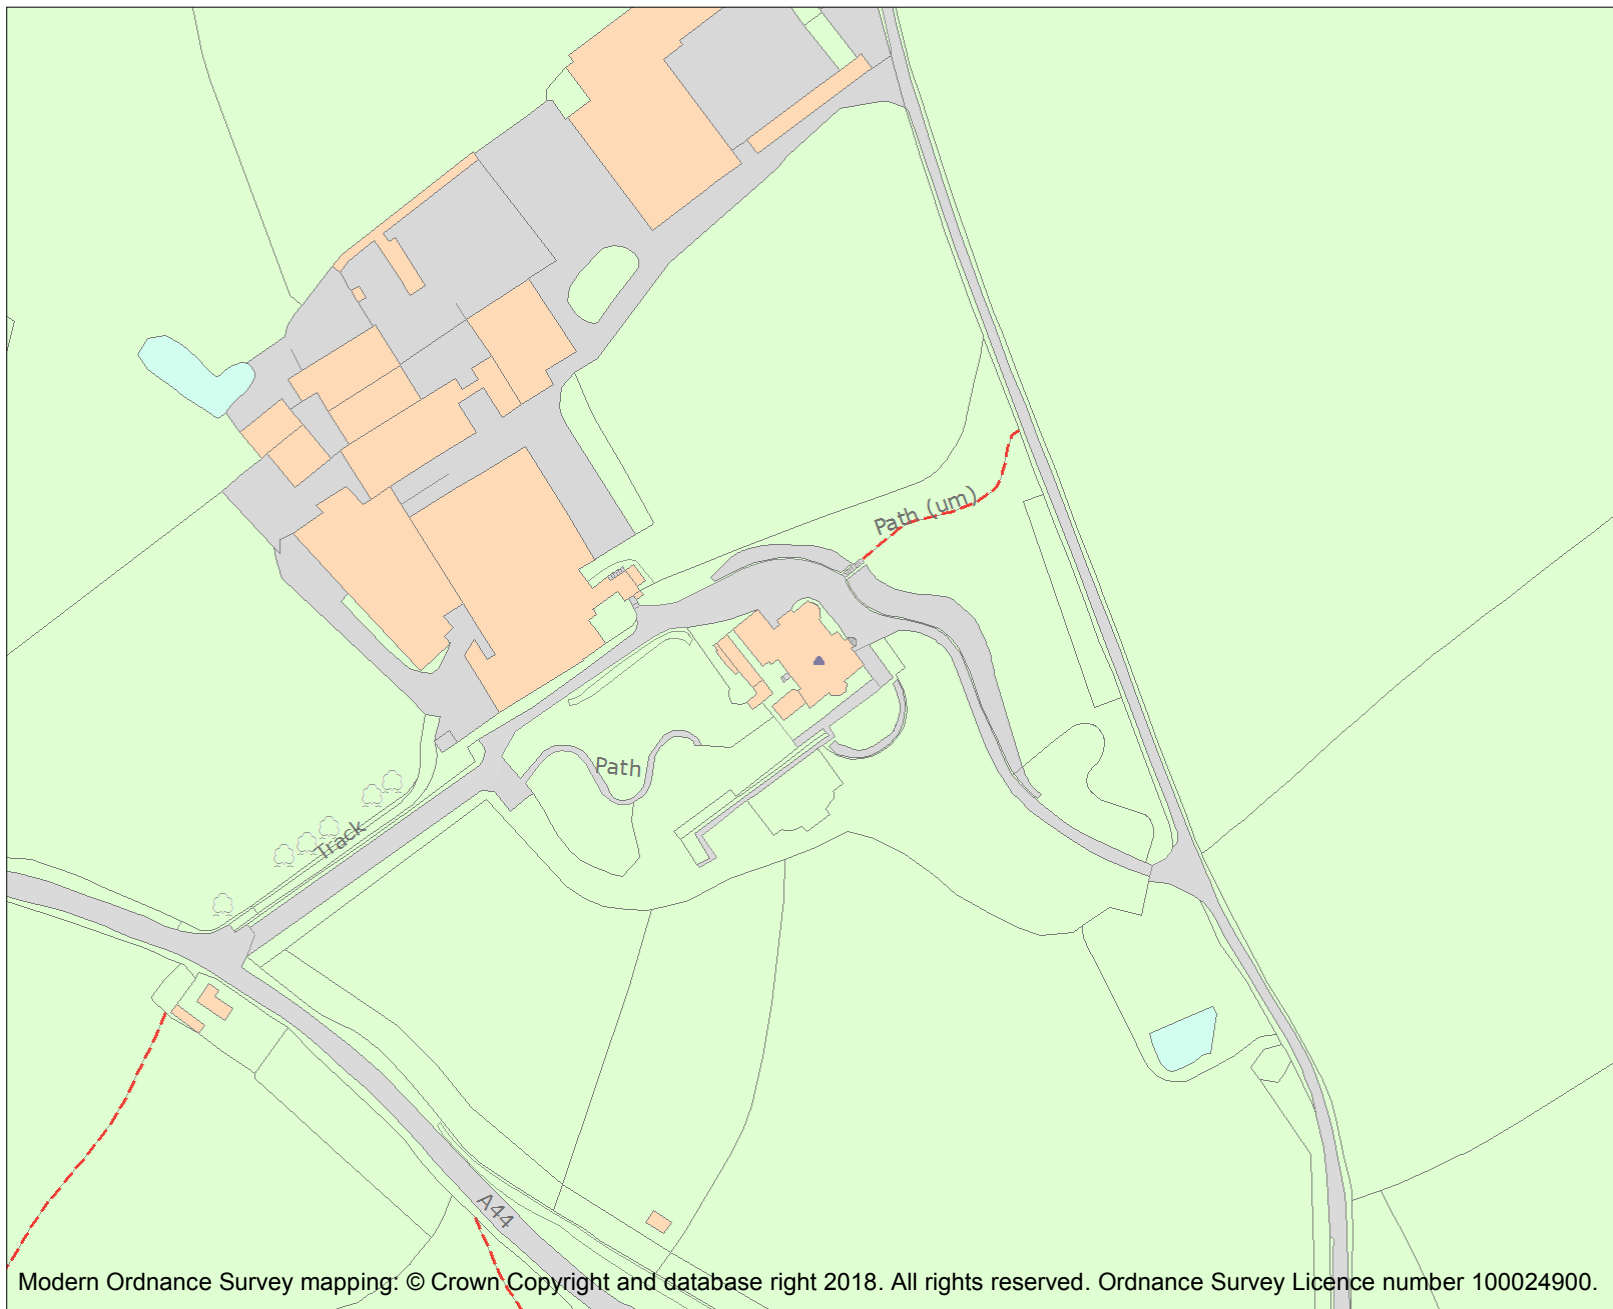 Path (um)
Path
Track
A44
Modern Ordnance Survey mapping: © Crown Copyright and database right 2018. All rights reserved. Ordnance Survey Licence number 100024900.